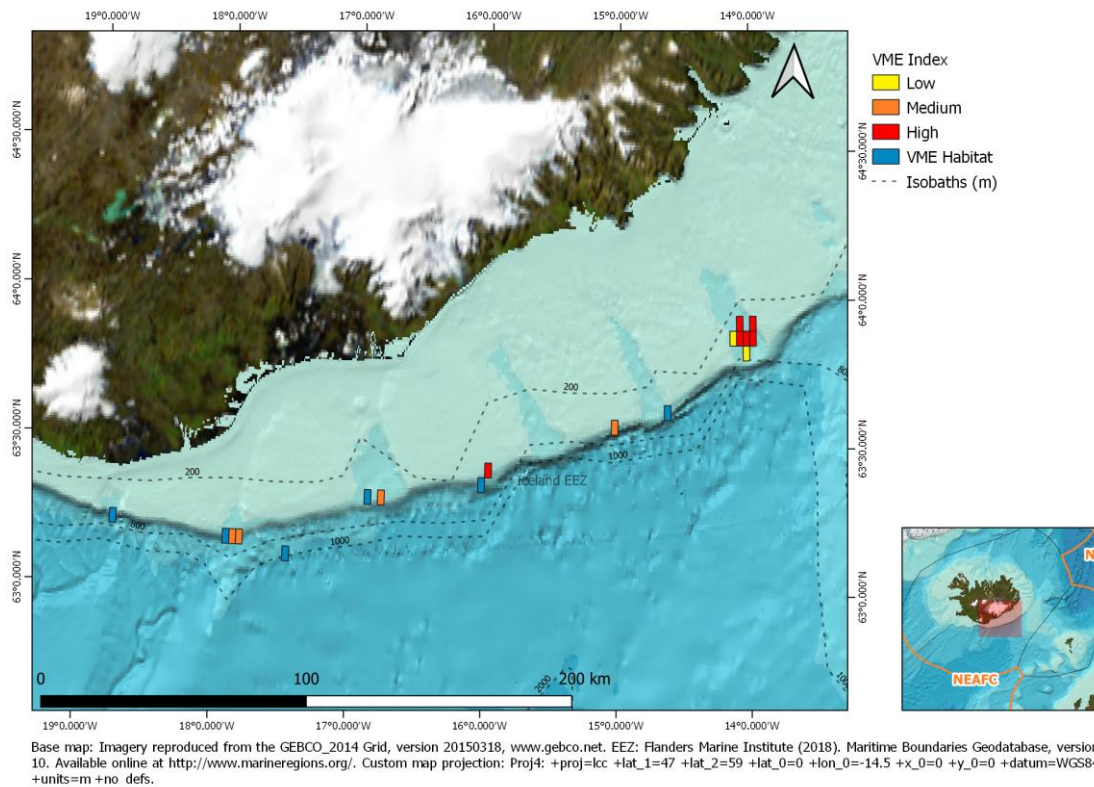 19°0.000'W 18°0.000'W 17°0.000'W 16°0.000'W 15°0.000'W 14°0.000'W
64°30.000'N
64°0.000'N
63°30.000'N
63°0.000'N
64°30.000'N
64°0.000'N
63°30.000'N
63°0.000'N
VME Index
Low
Medium
High
VME Habitat
Isobaths (m)
200
200
800
1000
1000
Iceland EEZ
800
2000
0 100 200 km
19°0.000'W 18°0.000'W 17°0.000'W 16°0.000'W 15°0.000'W 14°0.000'W
N
NEAFC
Base map: Imagery reproduced from the GEBCO_2014 Grid, version 20150318, www.gebco.net. EEZ: Flanders Marine Institute (2018). Maritime Boundaries Geodatabase, version
10. Available online at http://www.marineregions.org/. Custom map projection: Proj4: +proj=lcc +lat_1=47 +lat_2=59 +lat_0=0 +lon_0=-14.5 +x_0=0 +y_0=0 +datum=WGS84
+units=m +no_defs.